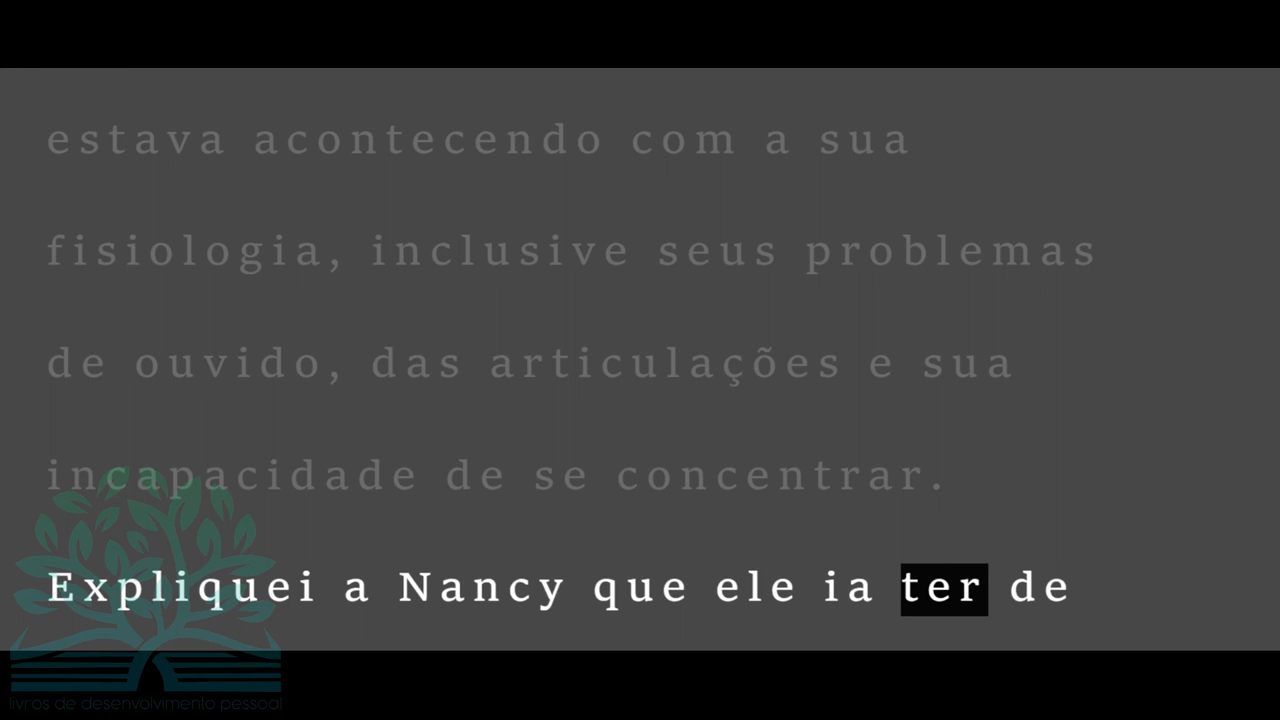 estava acontecendo com a sua
fisiologia, inclusive seus problemas
de ouvido, das articulações e sua
incapacidade de se concentrar.
Expliquei a Nancy que ele ia ter de
livros de desenvolvimento pessoal